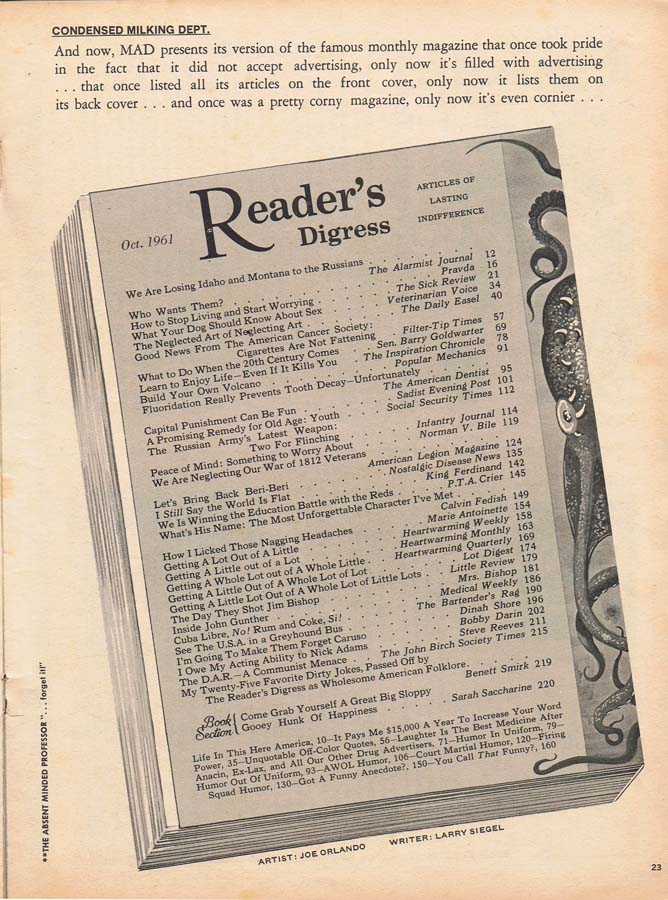 CONDENSED MILKING DEPT.
And now, MAD presents its version of the famous monthly magazine that once took pride
in the fact that it did not accept advertising, only now it's filled with advertising
. . . that once listed all its articles on the front cover, only now it lists them on
its back cover . . . and once was a pretty corny magazine, only now it's even cornier . . .
Oct. 1961
Reader's
Digress
ARTICLES OF
LASTING
INDIFFERENCE
We Are Losing Idaho and Montana to the Russians . . . The Alarmist Journal 12
Who Wants Them? . . . Pravda 16
How to Stop Living and Start Worrying . . . The Sick Review 21
What Your Dog Should Know About Sex . . . Veterinarian Voice 34
The Neglected Art of Neglecting Art . . . The Daily Easel 40
Good News From The American Cancer Society:
Cigarettes Are Not Fattening . . . Filter-Tip Times 57
What to Do When the 20th Century Comes . . . Sen. Barry Goldwarter 69
Learn to Enjoy Life—Even If It Kills You . . . The Inspiration Chronicle 78
Build Your Own Volcano . . . Popular Mechanics 91
Fluoridation Really Prevents Tooth Decay—Unfortunately . . . The American Dentist 95
Capital Punishment Can Be Fun . . . Sadist Evening Post 101
A Promising Remedy for Old Age: Youth . . . Social Security Times 112
The Russian Army's Latest Weapon:
Two For Flinching . . . Infantry Journal 114
Peace of Mind: Something to Worry About . . . Norman V. Bile 119
We Are Neglecting Our War of 1812 Veterans . . . American Legion Magazine 124
Let's Bring Back Beri-Beri . . . Nostalgic Disease News 135
I Still Say the World Is Flat . . . King Ferdinand 142
We Is Winning the Education Battle with the Reds . . . P.T.A. Crier 145
What's His Name: The Most Unforgettable Character I've Met . . . Calvin Fedish 149
How I Licked Those Nagging Headaches . . . Marie Antoinette 154
Getting A Lot Out of A Little . . . Heartwarming Weekly 158
Getting A Little out of a Lot . . . Heartwarming Monthly 163
Getting A Whole Lot out of A Whole Little . . . Heartwarming Quarterly 169
Getting A Little Out of A Whole Lot of Lot . . . Lot Digest 174
Getting A Little Lot Out of A Whole Lot of Little Lots . . . Little Review 179
The Day They Shot Jim Bishop . . . Mrs. Bishop 181
Inside John Gunther . . . Medical Weekly 186
Cuba Libre, No! Rum and Coke, Si! . . . The Bartender's Rag 190
See The U.S.A. in a Greyhound Bus . . . Dinah Shore 196
I'm Going To Make Them Forget Caruso . . . Bobby Darin 202
I Owe My Acting Ability to Nick Adams . . . Steve Reeves 211
The D.A.R.—A Communist Menace . . . The John Birch Society Times 215
My Twenty-Five Favorite Dirty Jokes, Passed Off by
The Reader's Digress as Wholesome American Folklore . . . Benett Smirk 219
Book Section
Come Grab Yourself A Great Big Sloppy
Gooey Hunk Of Happiness . . . Sarah Saccharine 220
Life In This Here America, 10—It Pays Me $15,000 A Year To Increase Your Word
Power, 35—Unquotable Off-Color Quotes, 56—Laughter Is The Best Medicine After
Anacin, Ex-Lax, and All Our Other Drug Advertisers, 71—Humor In Uniform, 79—
Humor Out Of Uniform, 93—AWOL Humor, 106—Court Martial Humor, 120—Firing
Squad Humor, 130—Got A Funny Anecdote?, 150—You Call That Funny?, 160
ARTIST: JOE ORLANDO
WRITER: LARRY SIEGEL
**THE ABSENT MINDED PROFESSOR ". . . forget it!"
23